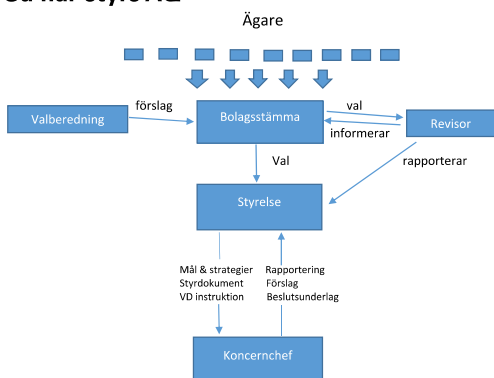 Ägare
förslag
val
Valberedning
Bolagsstämma
Revisor
informerar
Val
rapporterar
Styrelse
Mål & strategier
Styrdokument
VD instruktion
Rapportering
Förslag
Beslutsunderlag
Koncernchef